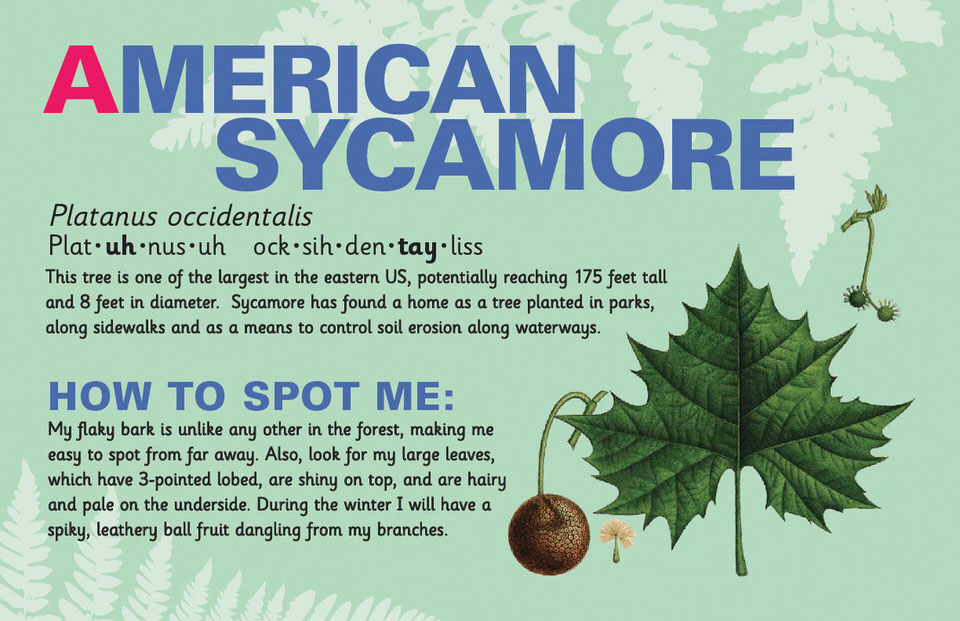 AMERICAN
SYCAMORE
Platanus occidentalis
Plat•uh•nus•uh ock•sih•den•tay•liss
This tree is one of the largest in the eastern US, potentially reaching 175 feet tall
and 8 feet in diameter. Sycamore has found a home as a tree planted in parks,
along sidewalks and as a means to control soil erosion along waterways.
HOW TO SPOT ME:
My flaky bark is unlike any other in the forest, making me
easy to spot from far away. Also, look for my large leaves,
which have 3-pointed lobed, are shiny on top, and are hairy
and pale on the underside. During the winter I will have a
spiky, leathery ball fruit dangling from my branches.